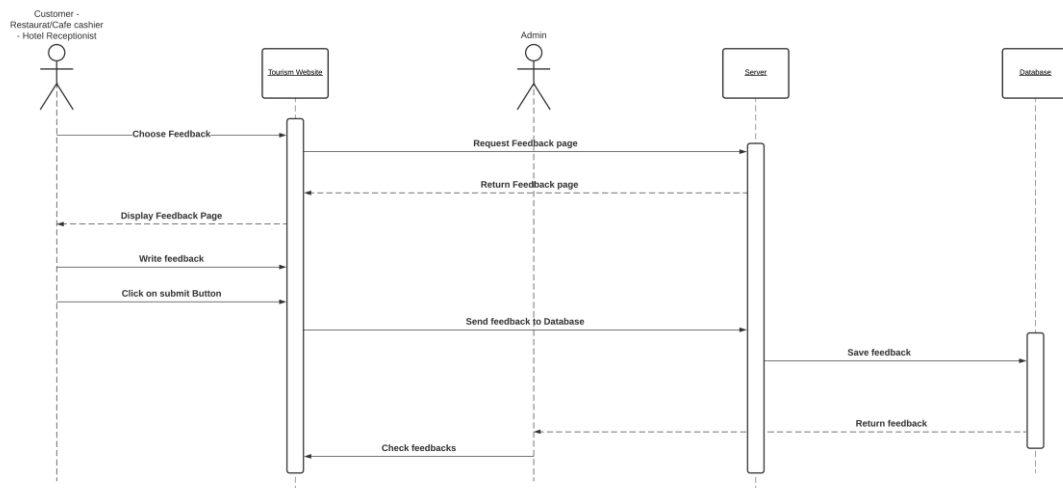 Customer -
Restaurat/Cafe cashier
- Hotel Receptionist
Tourism Website
Admin
Server
Database
Choose Feedback
Request Feedback page
Return Feedback page
Display Feedback Page
Write feedback
Click on submit Button
Send feedback to Database
Save feedback
Return feedback
Check feedbacks